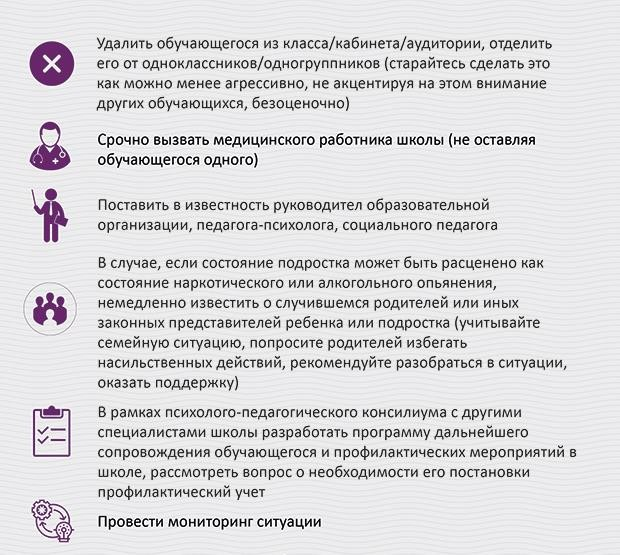 Удалить обучающегося из класса/кабинета/аудитории, отделить
его от одноклассников/одногруппников (старайтесь сделать это
как можно менее агрессивно, не акцентируя на этом внимание
других обучающихся, безоценочно)
Срочно вызвать медицинского работника школы (не оставляя
обучающегося одного)
Поставить в известность руководител образовательной
организации, педагога-психолога, социального педагога
В случае, если состояние подростка может быть расценено как
состояние наркотического или алкогольного опьянения,
немедленно известить о случившемся родителей или иных
законных представителей ребенка или подростка (учитывайте
семейную ситуацию, попросите родителей избегать
насильственных действий, рекомендуйте разобраться в ситуации,
оказать поддержку)
В рамках психолого-педагогического консилиума с другими
специалистами школы разработать программу дальнейшего
сопровождения обучающегося и профилактических мероприятий в
школе, рассмотреть вопрос о необходимости его постановки
профилактический учет
Провести мониторинг ситуации